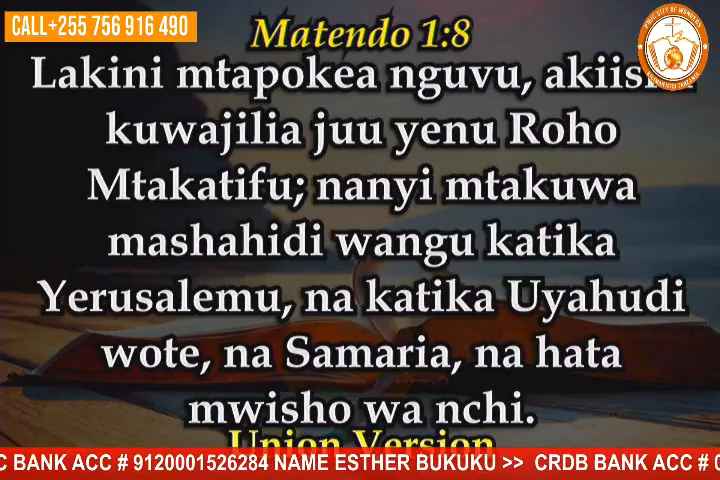 CALL+255 756 916 490
Matendo 1:8
Lakini mtapokea nguvu,
kuwajilia juu yenu Roho
Mtakatifu; nanyi mtakuwa
mashahidi wangu katika
Yerusalemu, na katika Uyahudi
wote, na Samaria, na hata
mwisho wa nchi.
Union Version
C BANK ACC # 9120001526284 NAME ESTHER BUKUKU >> CRDB BANK ACC # 0